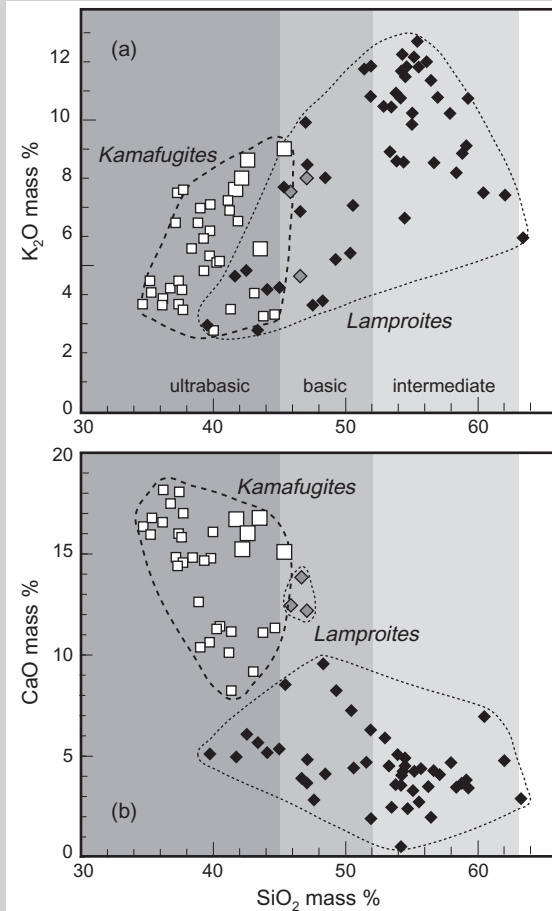 (a)
Kamafugites
Lamproites
ultrabasic basic intermediate
K₂O mass %
12
10
8
6
4
2
0
30 40 50 60
(b)
Kamafugites
Lamproites
CaO mass %
20
15
10
5
0
30 40 50 60
SiO₂ mass %